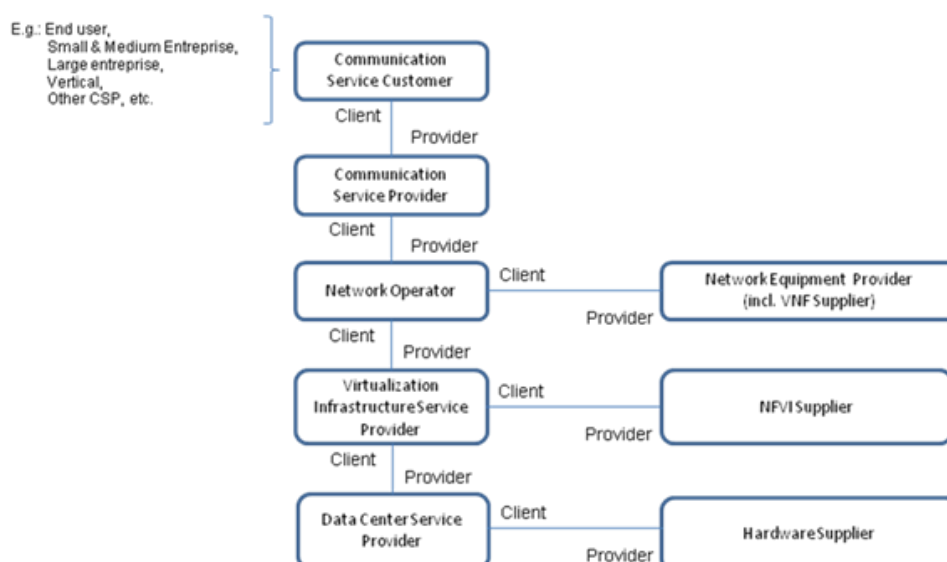 E.g.: End user,
Small & Medium Entreprise,
Large entreprise,
Vertical,
Other CSP, etc.
Communication
Service Customer
Client
Provider
Communication
Service Provider
Client
Provider
Network Operator
Client
Provider
Network Equipment Provider
(incl. VNF Supplier)
Client
Provider
Virtualization
Infrastructure Service
Provider
Client
Provider
NFVI Supplier
Client
Provider
Data Center Service
Provider
Client
Provider
Hardware Supplier